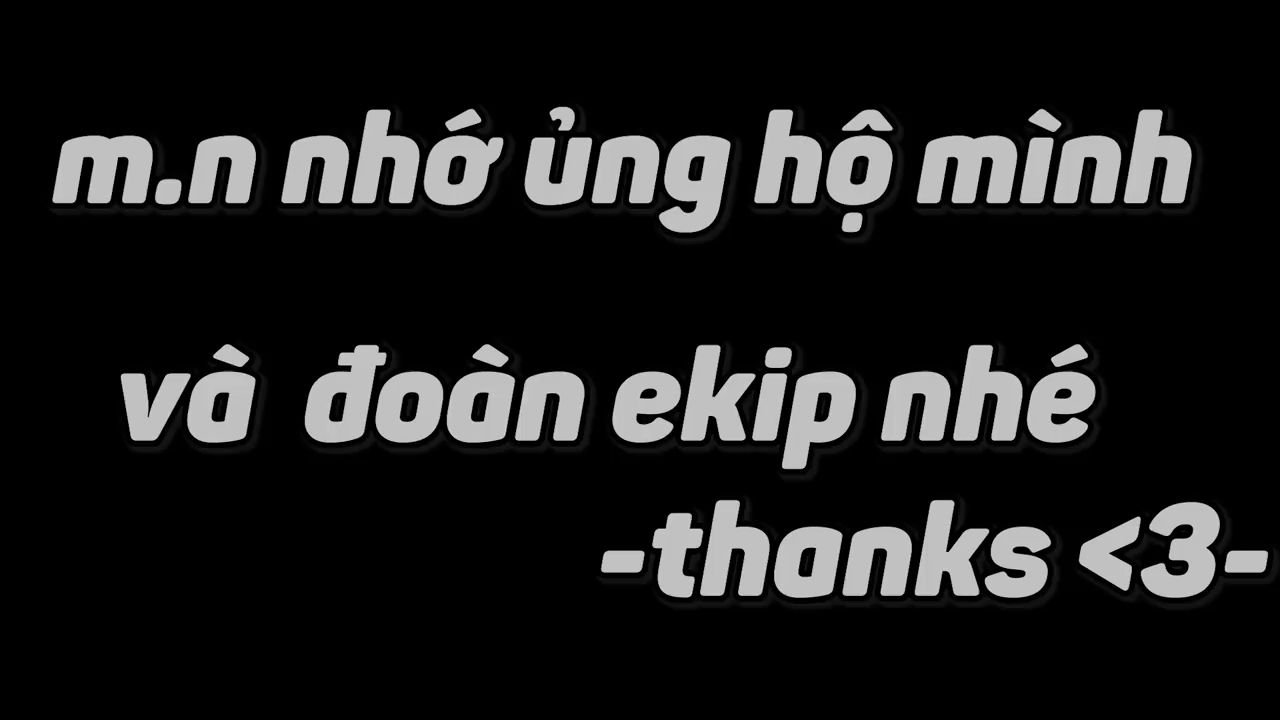 m.n nhớ ủng hộ mình
và đoàn ekip nhé
-thanks <3-